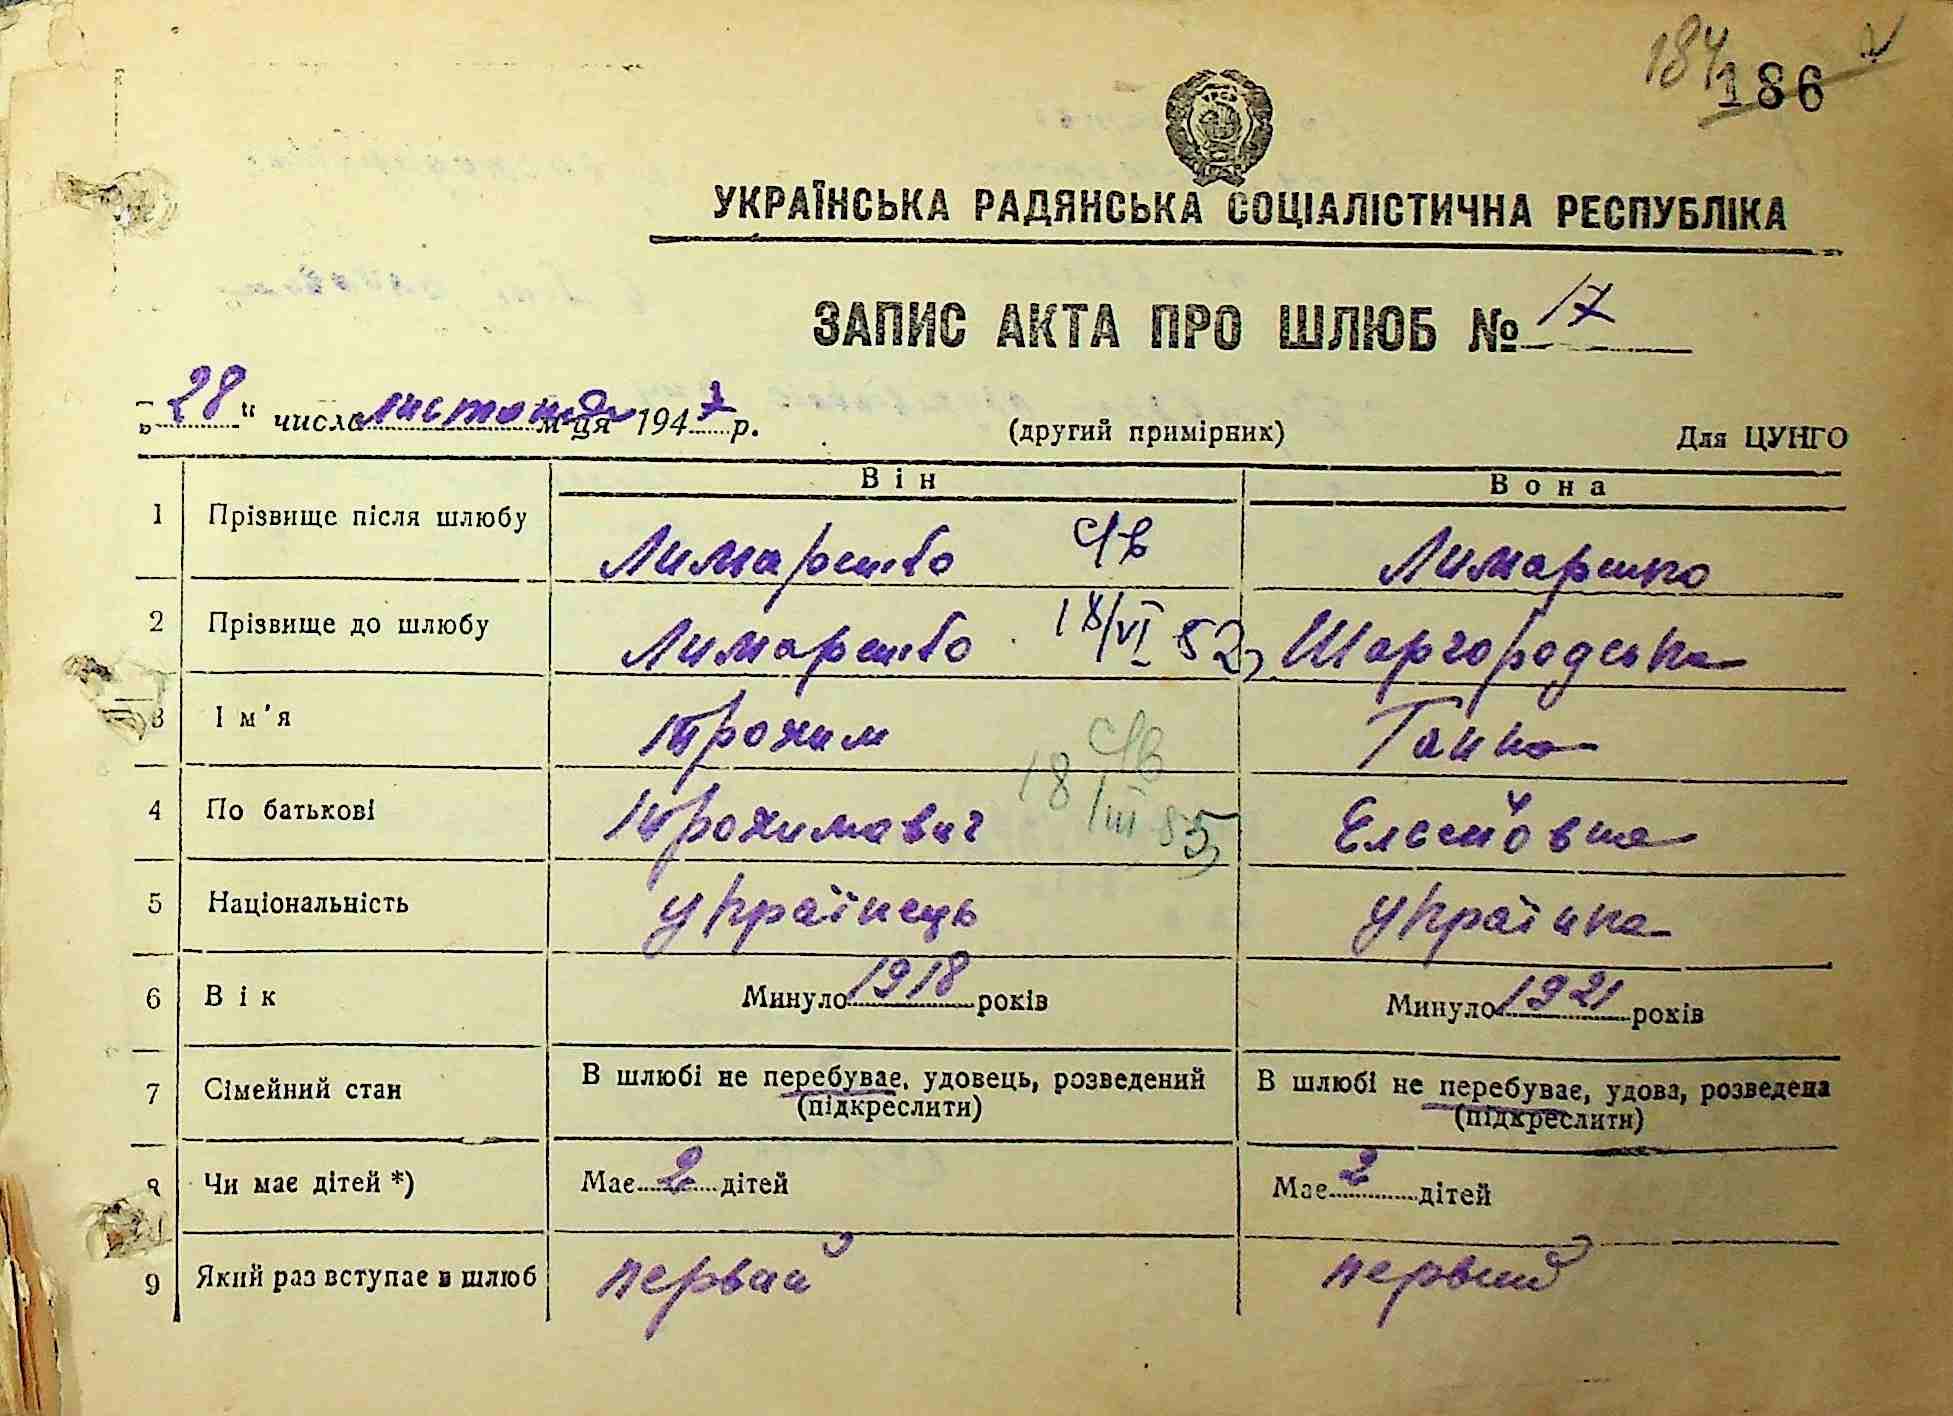 184
186
УКРАЇНСЬКА РАДЯНСЬКА СОЦІАЛІСТИЧНА РЕСПУБЛІКА
ЗАПИС АКТА ПРО ШЛЮБ № 17
"28" числа листопада м-ця 1947 р. (другий примірник) Для ЦУНГО
Він Вона
1 Прізвище після шлюбу Лимаренко с/в Лимаренко
2 Прізвище до шлюбу Лимаренко 18/VI 52 Шаргородська
3 Ім'я Трохим с/в Ганна
4 По батькові Трохимович 18/III 85 Елесейовна
5 Національність українець українка
6 Вік Минуло 1918 років Минуло 1921 років
7 Сімейний стан В шлюбі не перебуває, удовець, розведений В шлюбі не перебуває, удова, розведена
(підкреслити) (підкреслити)
8 Чи має дітей *) Має 2 дітей Має 2 дітей
9 Який раз вступає в шлюб первий первий